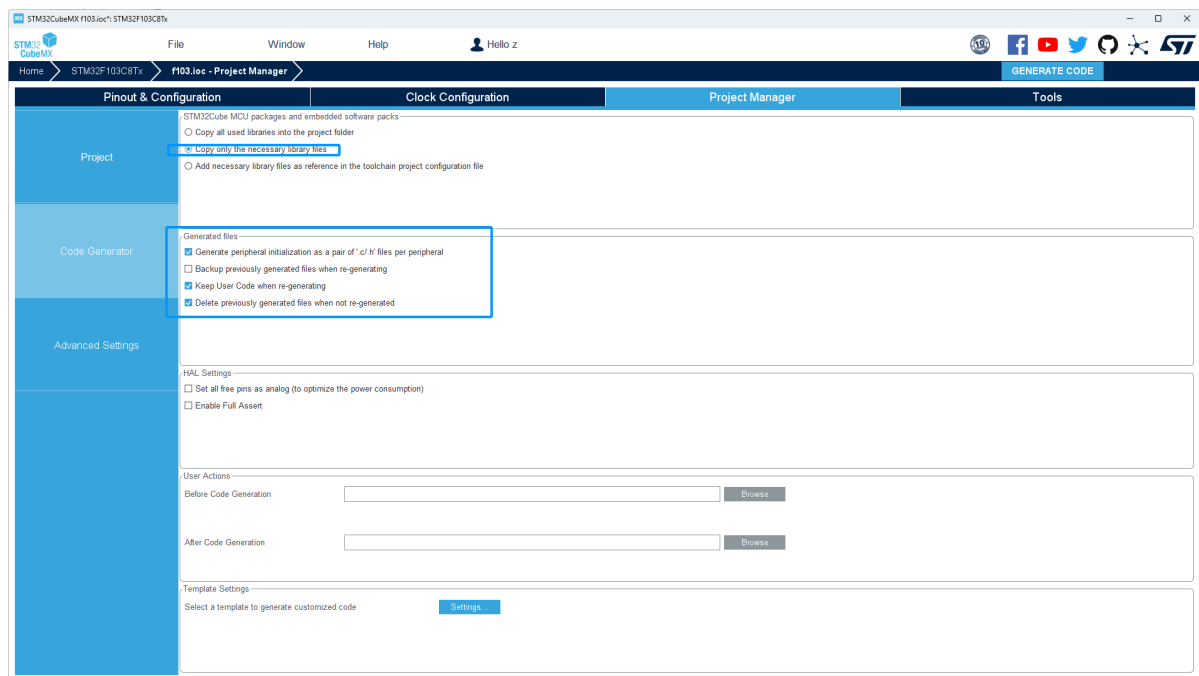 MX STM32CubeMX f103.ioc*: STM32F103C8Tx
STM32
CubeMX
File Window Help Hello z
10
Home STM32F103C8Tx f103.ioc - Project Manager GENERATE CODE
Pinout & Configuration Clock Configuration Project Manager Tools
Project
Code Generator
Advanced Settings
STM32Cube MCU packages and embedded software packs
Copy all used libraries into the project folder
Copy only the necessary library files
Add necessary library files as reference in the toolchain project configuration file
Generated files
Generate peripheral initialization as a pair of '.c/.h' files per peripheral
Backup previously generated files when re-generating
Keep User Code when re-generating
Delete previously generated files when not re-generated
HAL Settings
Set all free pins as analog (to optimize the power consumption)
Enable Full Assert
User Actions
Before Code Generation Browse
After Code Generation Browse
Template Settings
Select a template to generate customized code Settings...